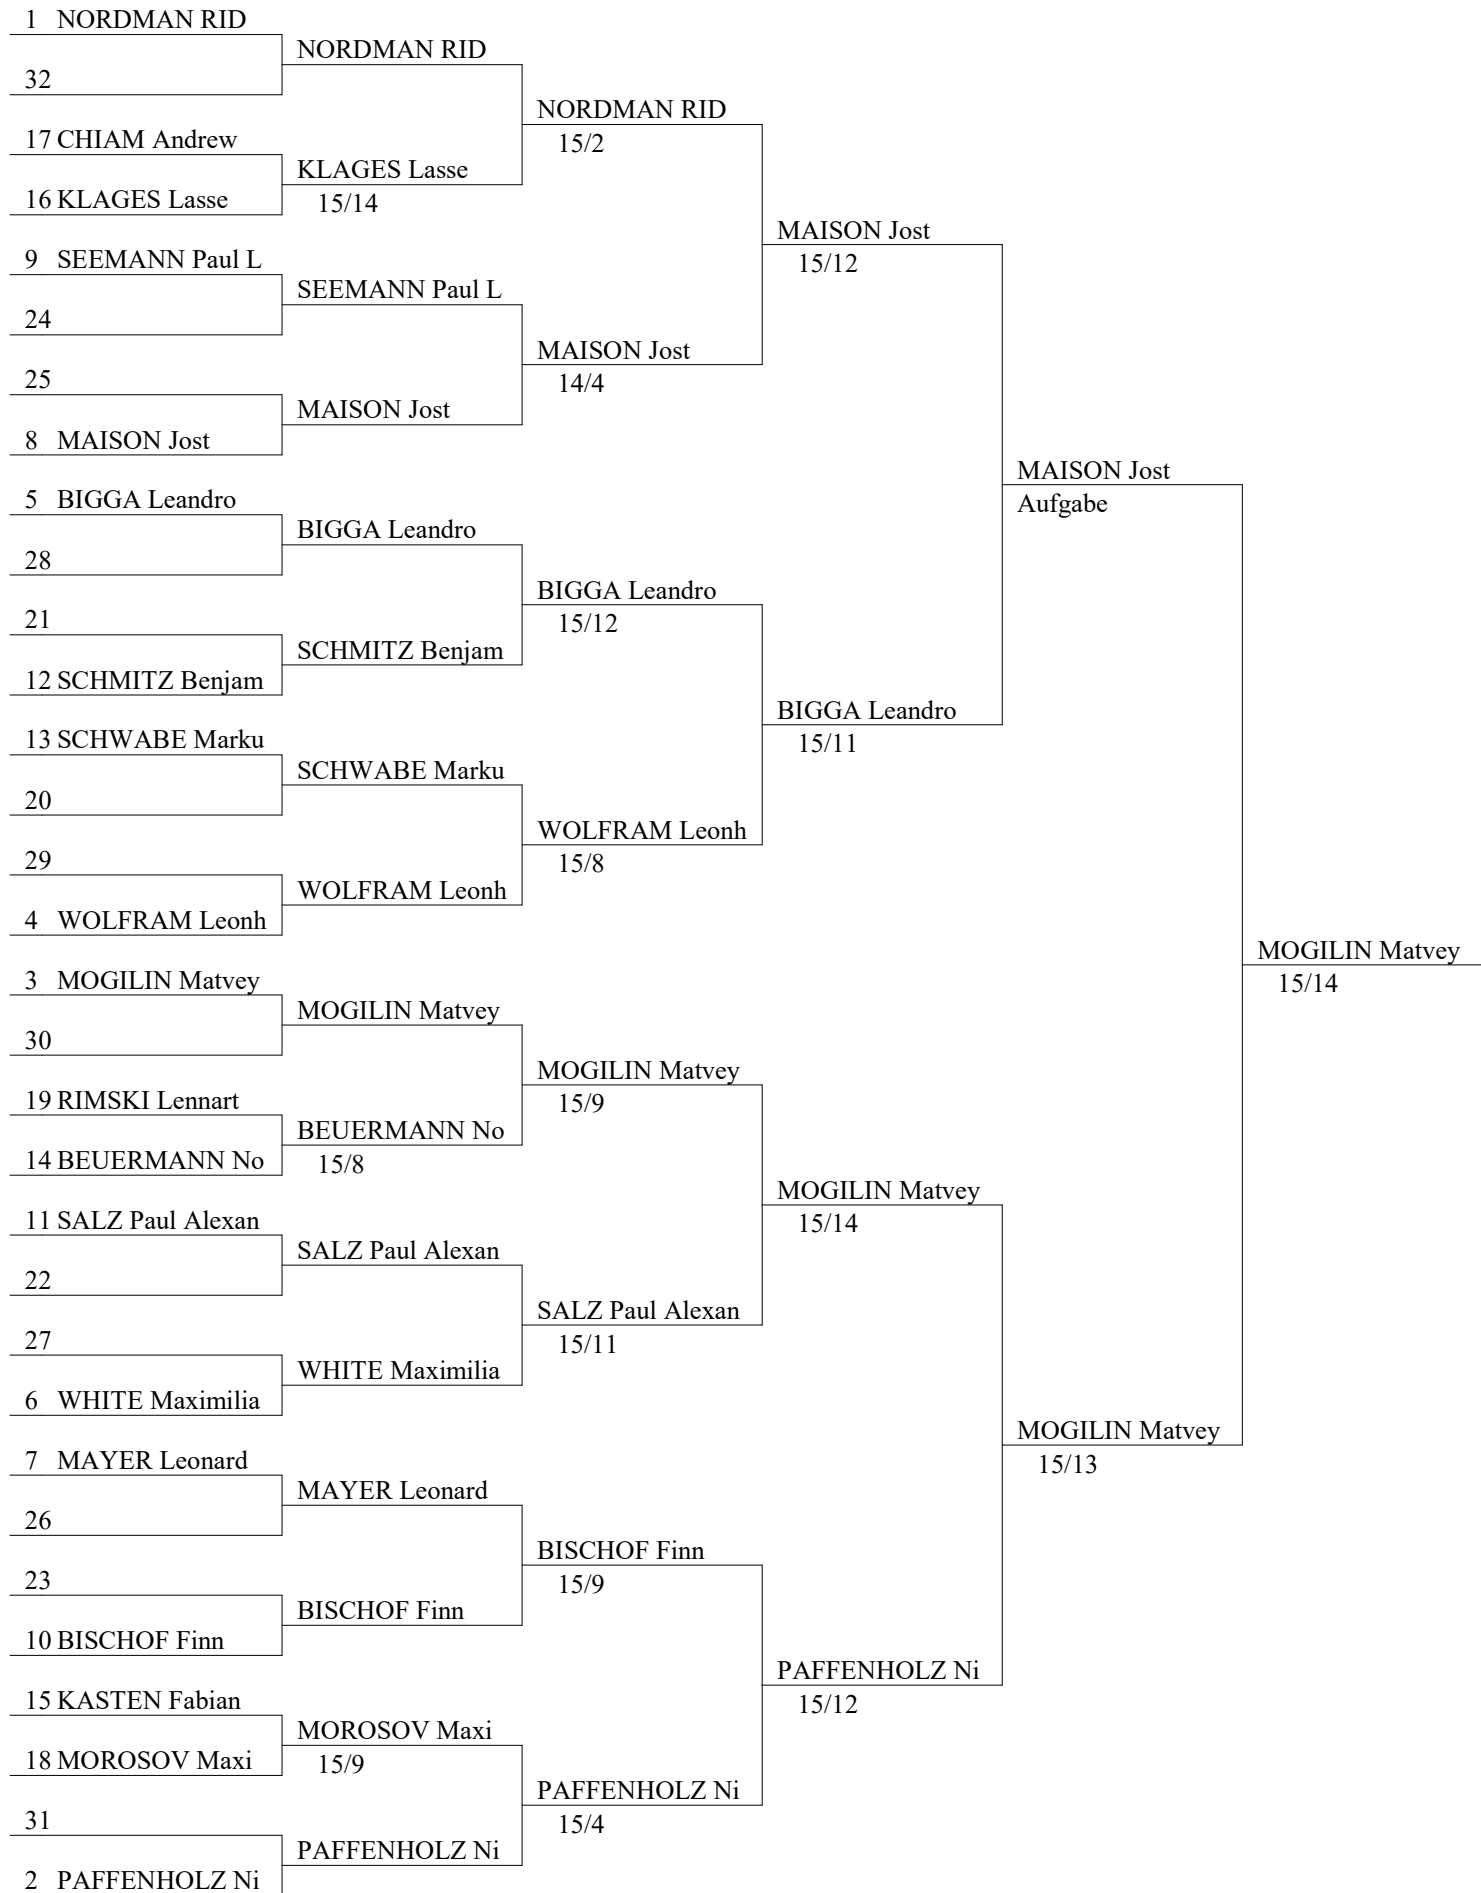 1 NORDMAN RID
32
17 CHIAM Andrew
16 KLAGES Lasse
9 SEEMANN Paul L
24
25
8 MAISON Jost
5 BIGGA Leandro
28
21
12 SCHMITZ Benjam
13 SCHWABE Marku
20
29
4 WOLFRAM Leonh
3 MOGILIN Matvey
30
19 RIMSKI Lennart
14 BEUERMANN No
11 SALZ Paul Alexan
22
27
6 WHITE Maximilia
7 MAYER Leonard
26
23
10 BISCHOF Finn
15 KASTEN Fabian
18 MOROSOV Maxi
31
2 PAFFENHOLZ Ni
NORDMAN RID
KLAGES Lasse
15/14
SEEMANN Paul L
MAISON Jost
BIGGA Leandro
SCHMITZ Benjam
SCHWABE Marku
WOLFRAM Leonh
MOGILIN Matvey
BEUERMANN No
15/8
SALZ Paul Alexan
WHITE Maximilia
MAYER Leonard
BISCHOF Finn
MOROSOV Maxi
15/9
PAFFENHOLZ Ni
NORDMAN RID
15/2
MAISON Jost
14/4
BIGGA Leandro
15/12
WOLFRAM Leonh
15/8
MOGILIN Matvey
15/9
SALZ Paul Alexan
15/11
BISCHOF Finn
15/9
PAFFENHOLZ Ni
15/4
MAISON Jost
15/12
BIGGA Leandro
15/11
MOGILIN Matvey
15/14
PAFFENHOLZ Ni
15/12
MAISON Jost
Aufgabe
MOGILIN Matvey
15/13
MOGILIN Matvey
15/14